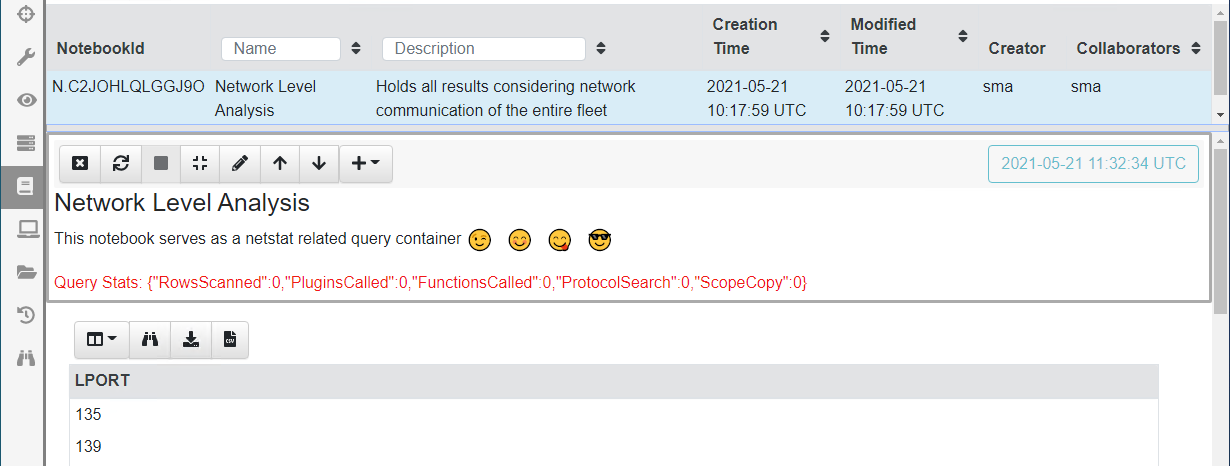 Creation Modified
NotebookId Name Description Time Time Creator Collaborators
N.C2JOHLQLGGJ9O Network Level Holds all results considering network 2021-05-21 2021-05-21 sma sma
Analysis communication of the entire fleet 10:17:59 UTC 10:17:59 UTC
2021-05-21 11:32:34 UTC
Network Level Analysis
This notebook serves as a netstat related query container 😉 😊 😋 😎
Query Stats: {"RowsScanned":0,"PluginsCalled":0,"FunctionsCalled":0,"ProtocolSearch":0,"ScopeCopy":0}
CSV
LPORT
135
139